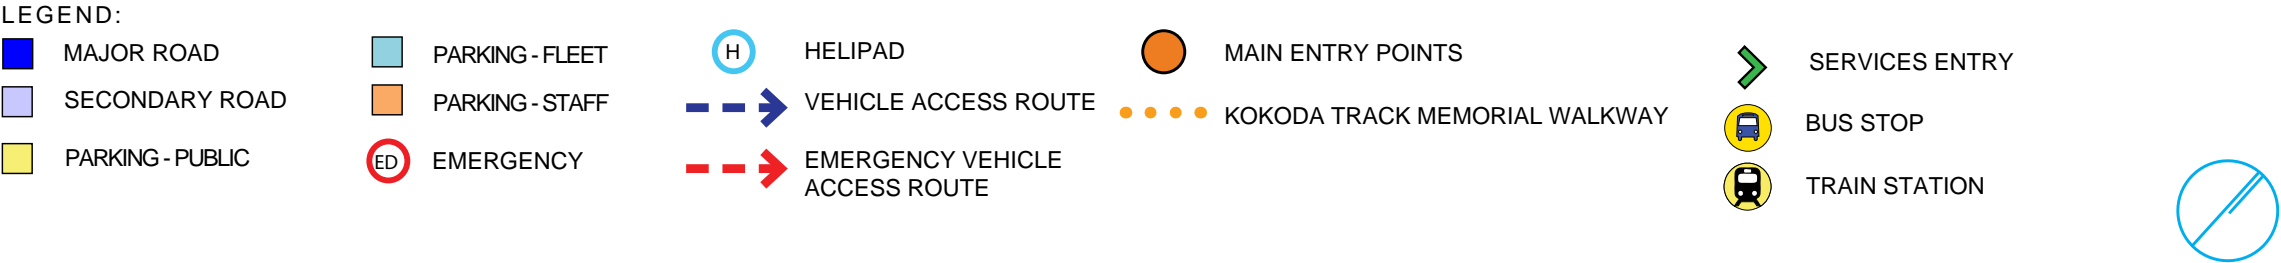 LEGEND:
MAJOR ROAD
SECONDARY ROAD
PARKING - PUBLIC
PARKING - FLEET
PARKING - STAFF
ED EMERGENCY
H HELIPAD
VEHICLE ACCESS ROUTE
EMERGENCY VEHICLE
ACCESS ROUTE
MAIN ENTRY POINTS
KOKODA TRACK MEMORIAL WALKWAY
SERVICES ENTRY
BUS STOP
TRAIN STATION